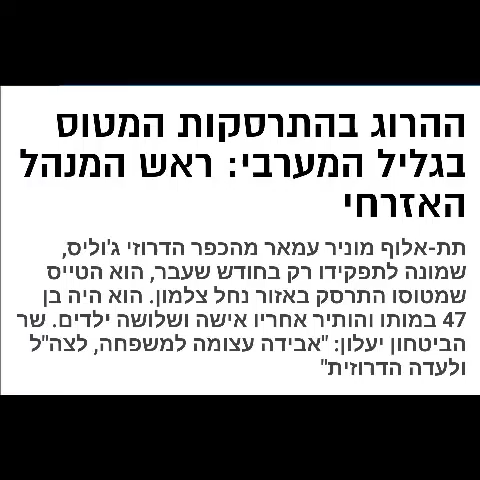 ההרוג בהתרסקות המטוס
בגליל המערבי: ראש המנהל
האזרחי
תת-אלוף מוניר עמאר מהכפר הדרוזי ג'וליס,
שמונה לתפקידו רק בחודש שעבר, הוא הטייס
שמטוסו התרסק באזור נחל צלמון. הוא היה בן
47 במותו והותיר אחריו אישה ושלושה ילדים. שר
הביטחון יעלון: "אבידה עצומה למשפחה, לצה"ל
ולעדה הדרוזית"